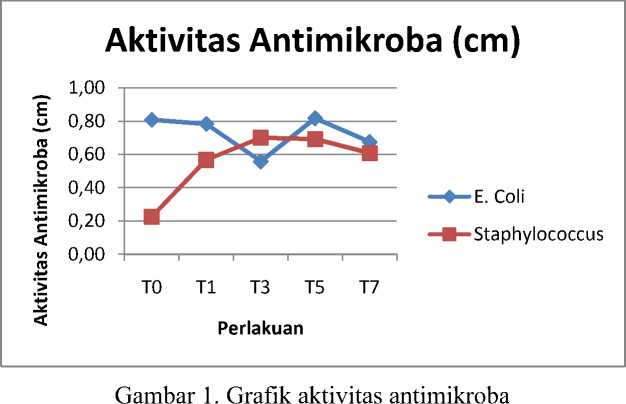 Aktivitas Antimikroba (cm)
Aktivitas Antimikroba (cm)
1,00
0,80
0,60
0,40
0,20
0,00
T0 T1 T3 T5 T7
Perlakuan
E. Coli
Staphylococcus
Gambar 1. Grafik aktivitas antimikroba